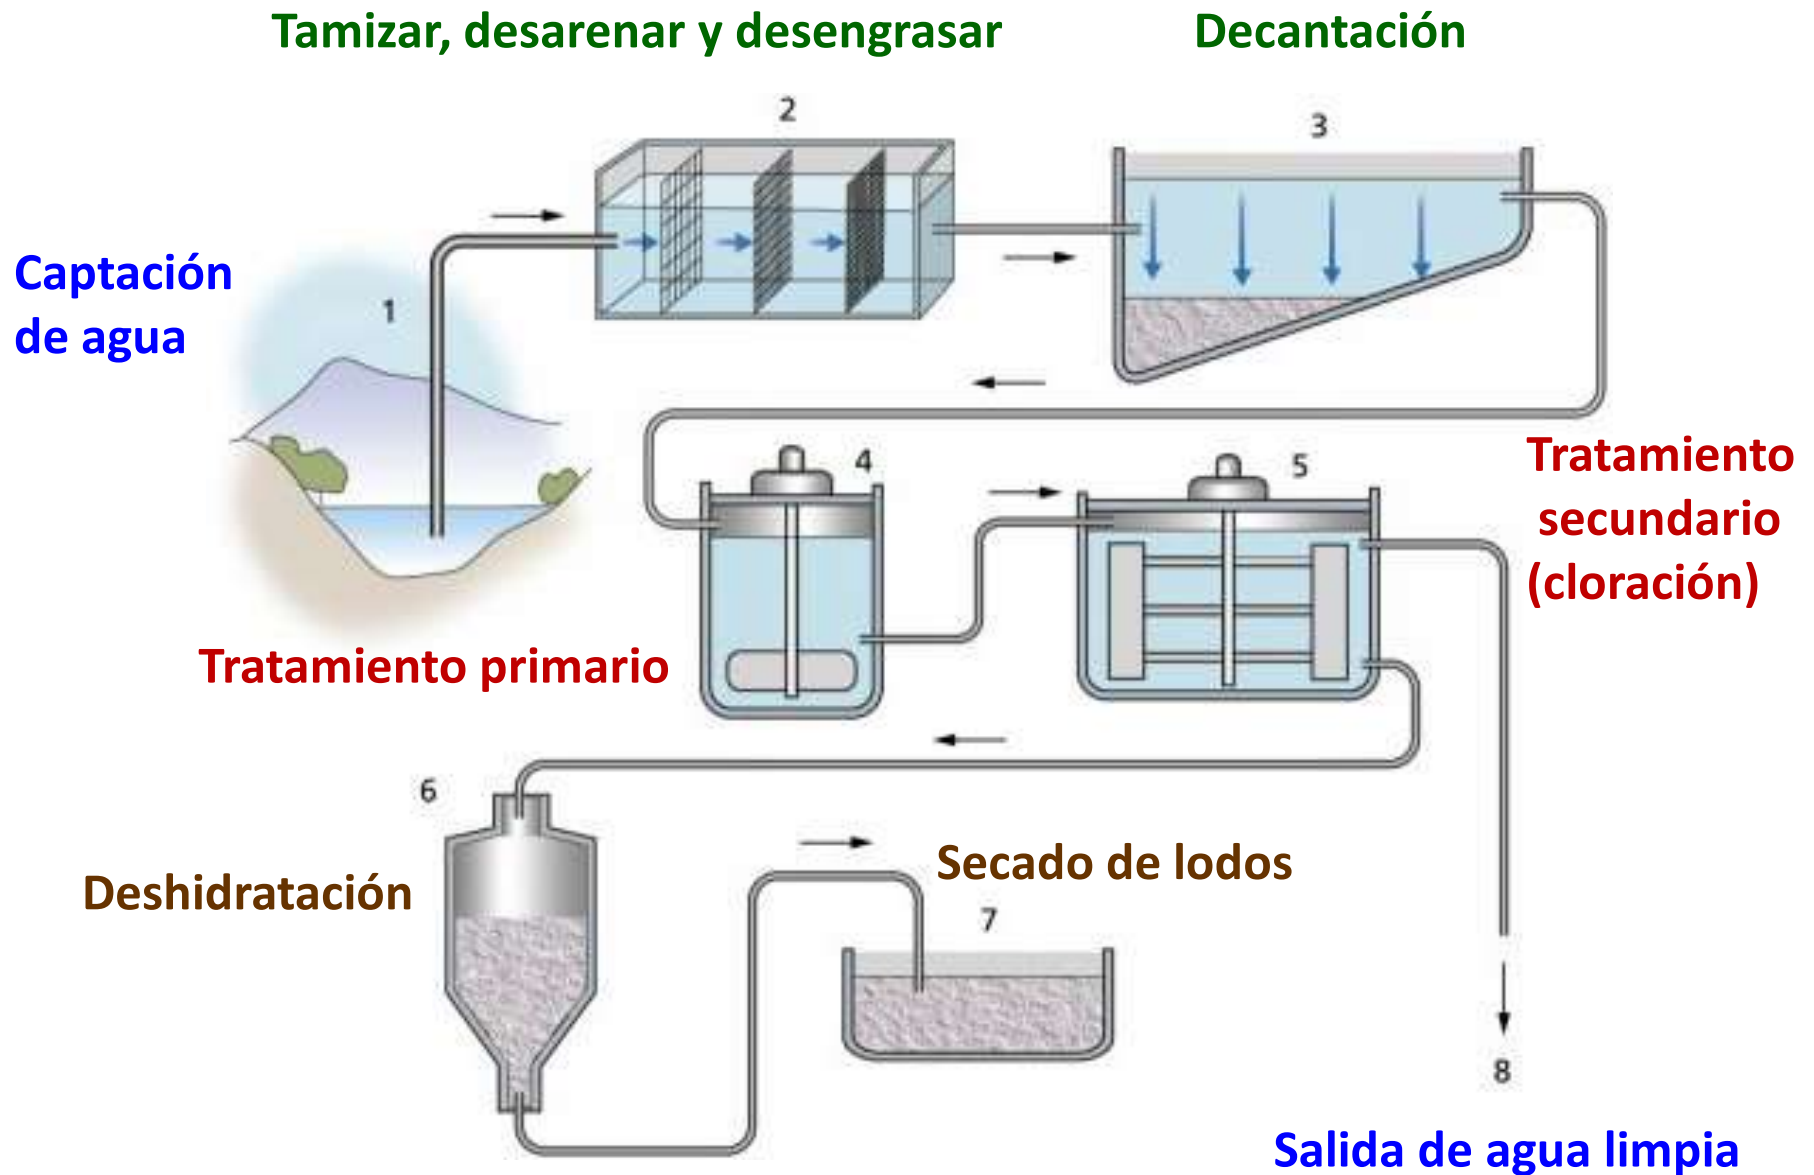 Tamizar, desarenar y desengrasar
Decantación
2
3
Captación
de agua
1
4
5
Tratamiento
secundario
(cloración)
Tratamiento primario
6
Deshidratación
Secado de lodos
7
8
Salida de agua limpia